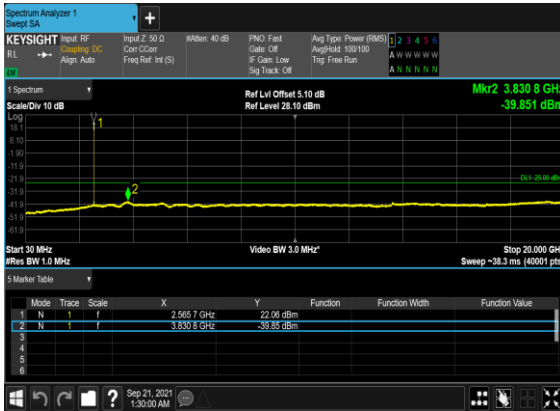 Spectrum Analyzer 1
Swept SA
+
KEYSIGHT Input: RF Input Z: 50 Ω #Atten: 40 dB PNO: Fast Avg Type: Power (RMS) 1 2 3 4 5 6
RL Coupling: DC Corr CCorr Gate: Off Avg|Hold: 100/100 A W W W W W
Align: Auto Freq Ref: Int (S) IF Gain: Low Trig: Free Run
Sig Track: Off A N N N N N
1 Spectrum
Ref Lvl Offset 5.10 dB Mkr2 3.830 8 GHz
Scale/Div 10 dB Ref Level 28.10 dBm -39.851 dBm
Log
18.1 1
8.10
-1.90
-11.9
-21.9 DL1 -25.00 dBm
-31.9 2
-41.9
-51.9
-61.9
Start 30 MHz Video BW 3.0 MHz* Stop 20.000 GHz
#Res BW 1.0 MHz Sweep ~38.3 ms (40001 pts)
5 Marker Table
Mode Trace Scale X Y Function Function Width Function Value
1 N 1 f 2.565 7 GHz 22.06 dBm
2 N 1 f 3.830 8 GHz -39.85 dBm
3
4
5
6
? Sep 21, 2021
1:30:00 AM